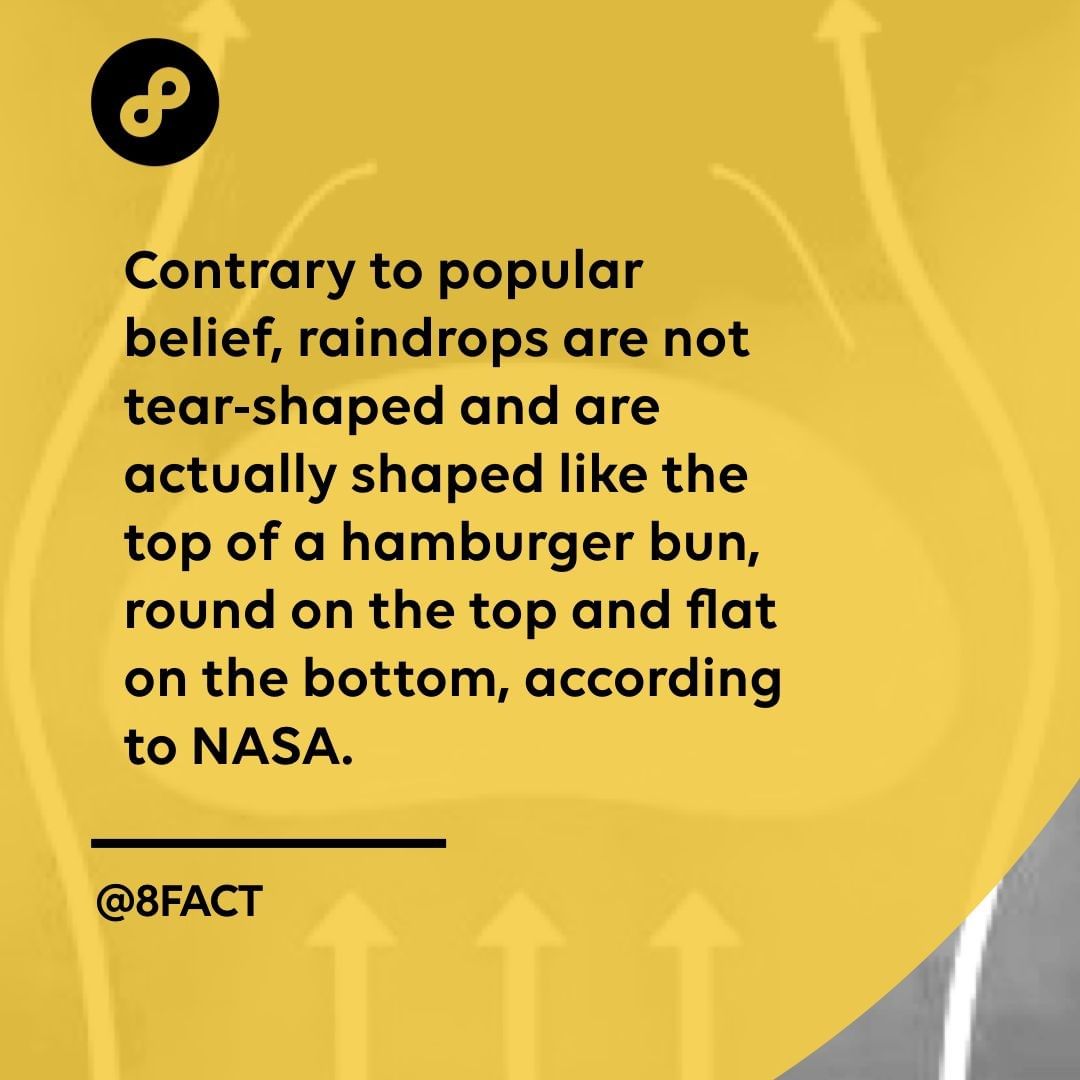 Contrary to popular
belief, raindrops are not
tear-shaped and are
actually shaped like the
top of a hamburger bun,
round on the top and flat
on the bottom, according
to NASA.
@8FACT